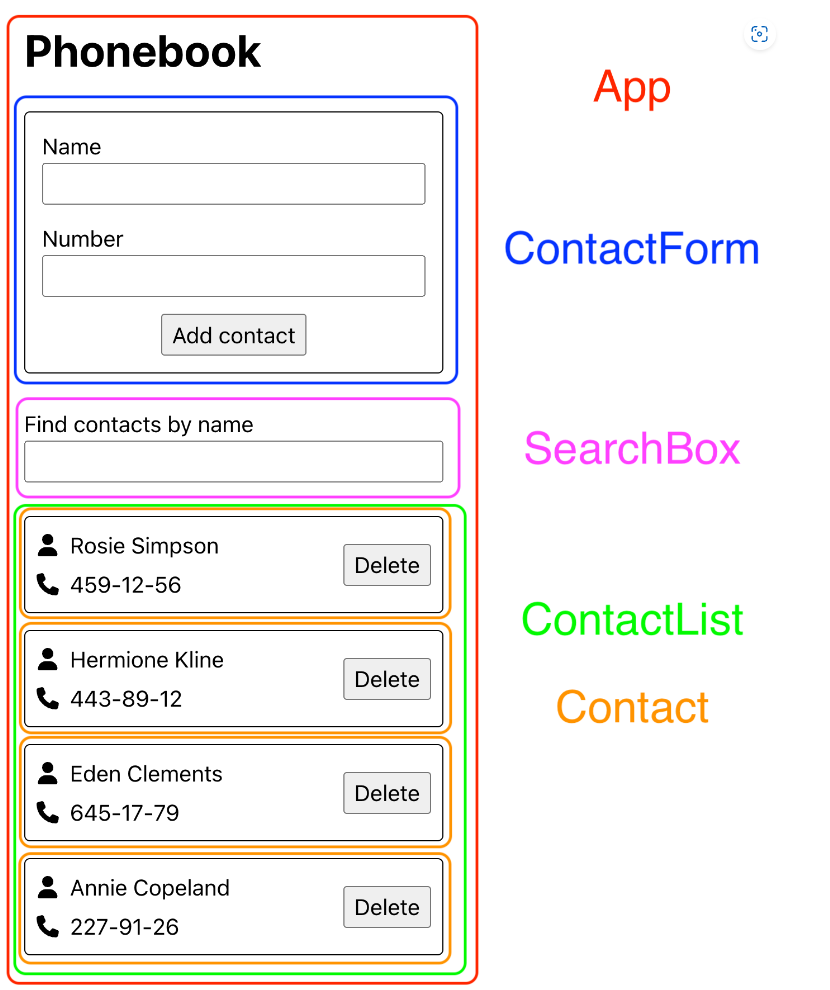 Phonebook
App
Name
Number
ContactForm
Add contact
Find contacts by name
SearchBox
Rosie Simpson
459-12-56
Delete
ContactList
Hermione Kline
443-89-12
Delete
Contact
Eden Clements
645-17-79
Delete
Annie Copeland
227-91-26
Delete